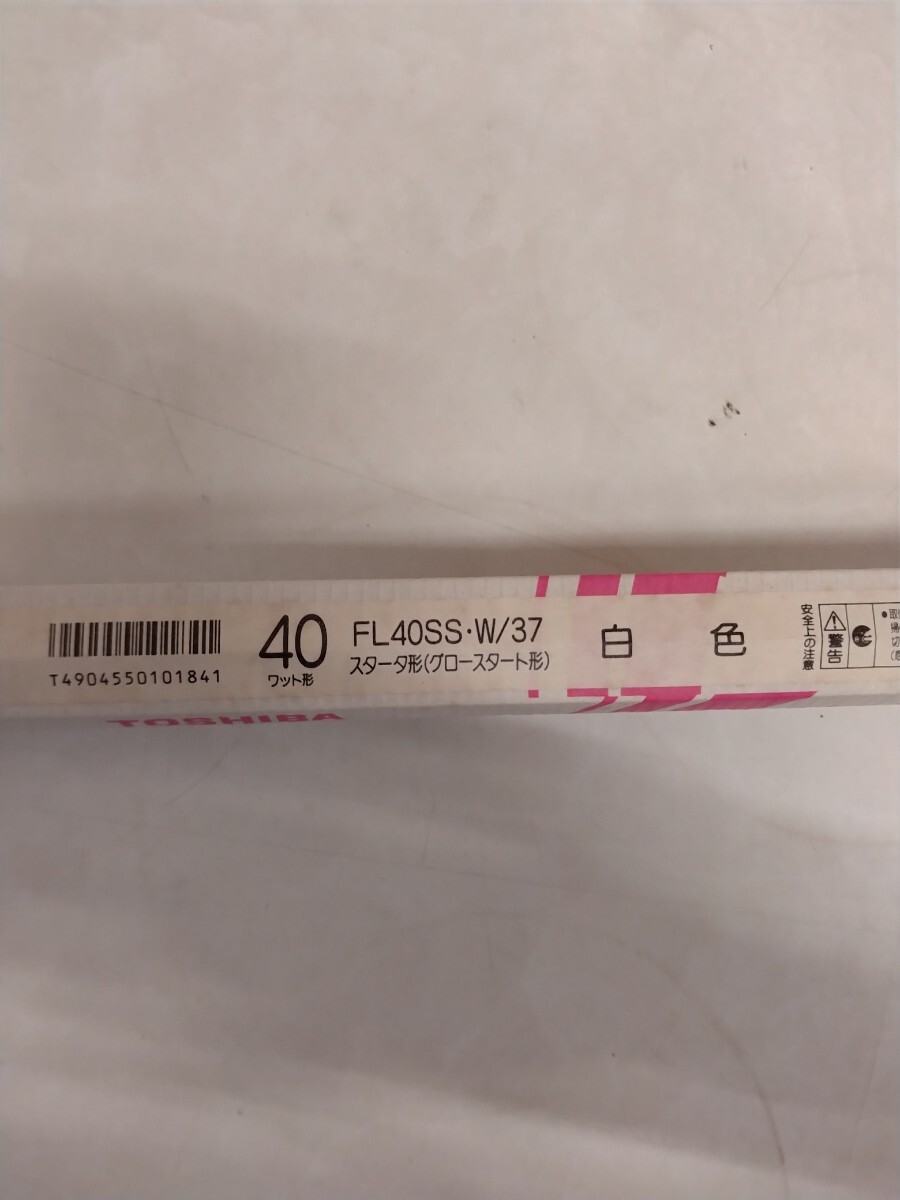 T4904550101841
40
ワット形
FL40SS・W/37
スタータ形(グロースタート形)
白色
安全上の注意
警告
TOSHIBA